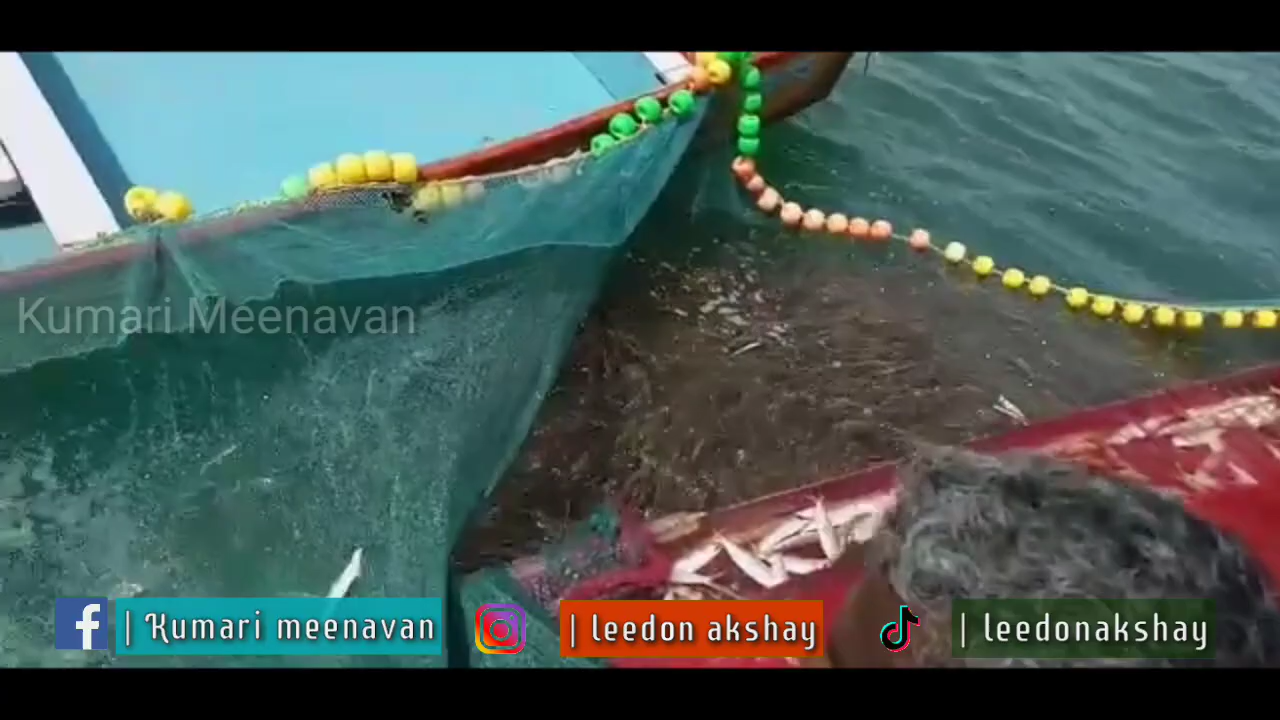 Kumari Meenavan
| Kumari meenavan
| leedon akshay
| leedonakshay